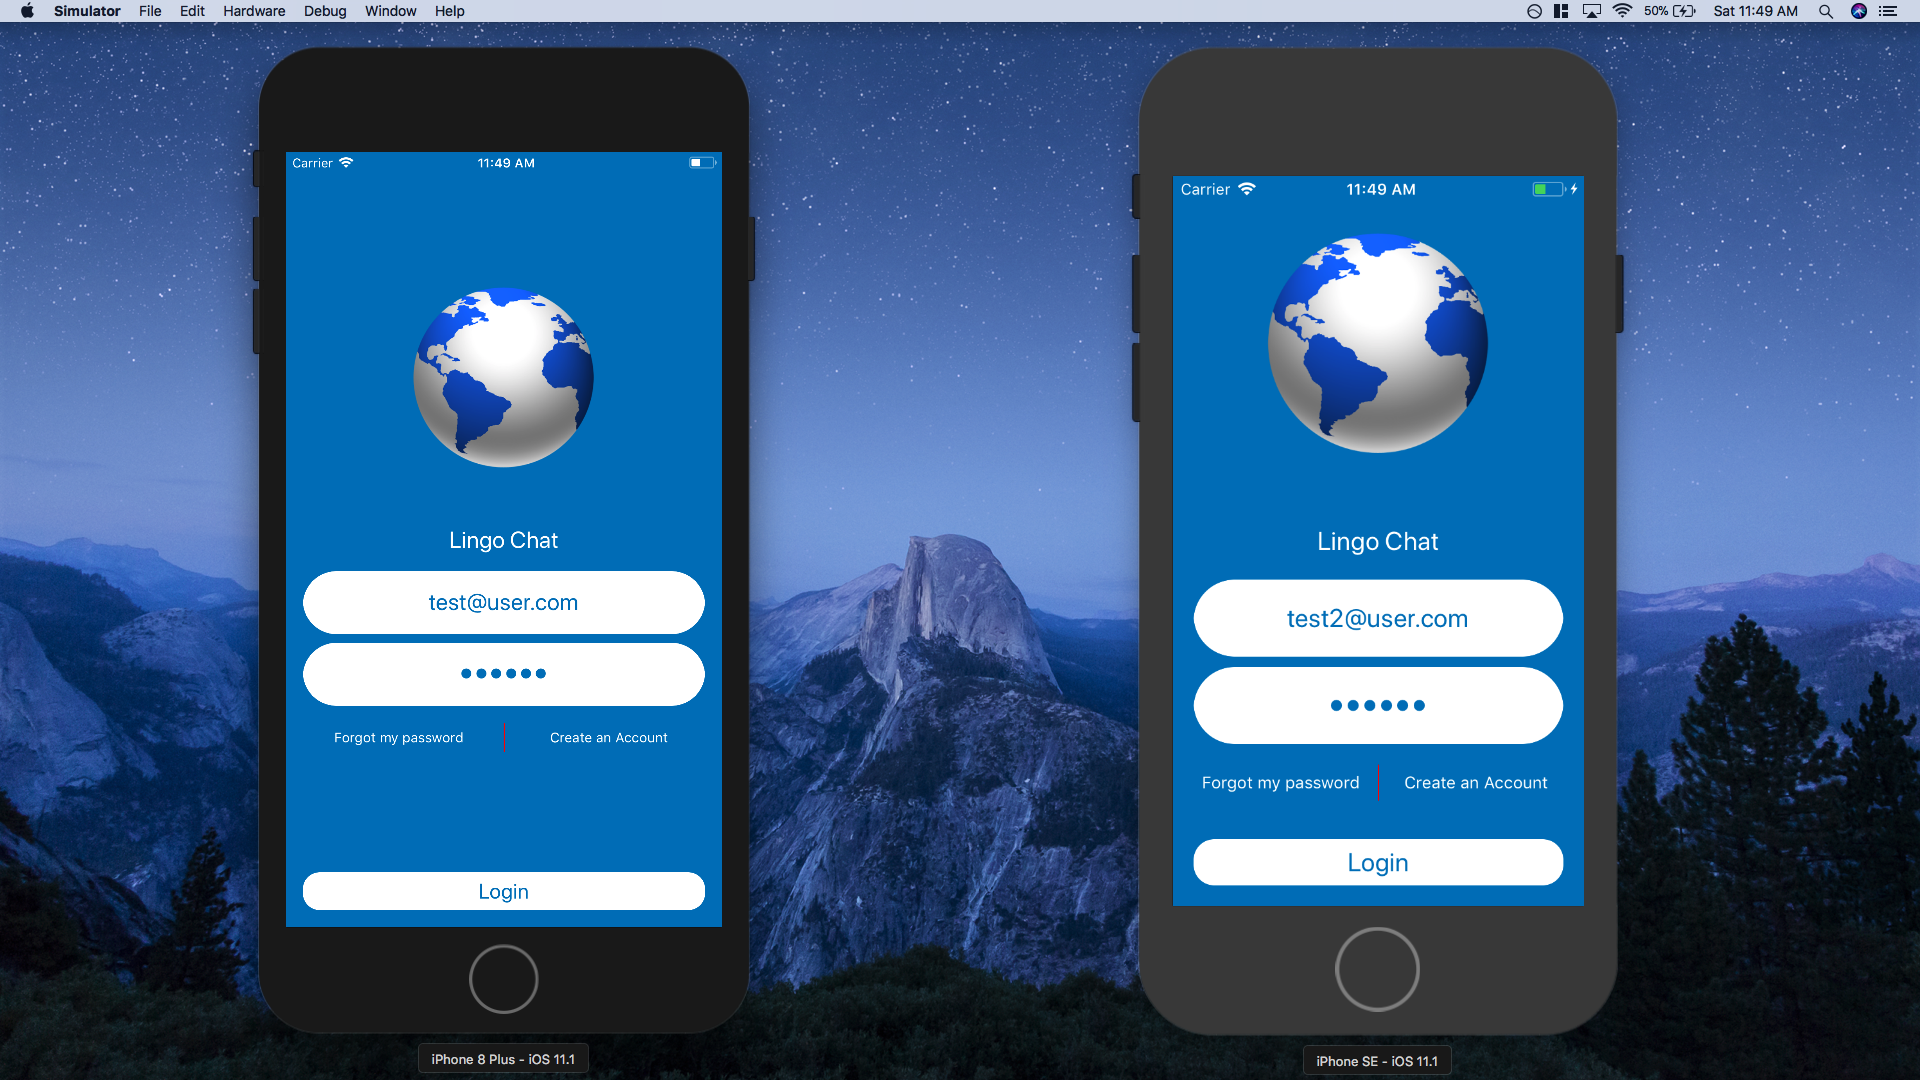 Simulator File Edit Hardware Debug Window Help 50% Sat 11:49 AM
Carrier 11:49 AM
Lingo Chat
test@user.com
Forgot my password Create an Account
Login
iPhone 8 Plus - iOS 11.1
Carrier 11:49 AM
Lingo Chat
test2@user.com
Forgot my password Create an Account
Login
iPhone SE - iOS 11.1